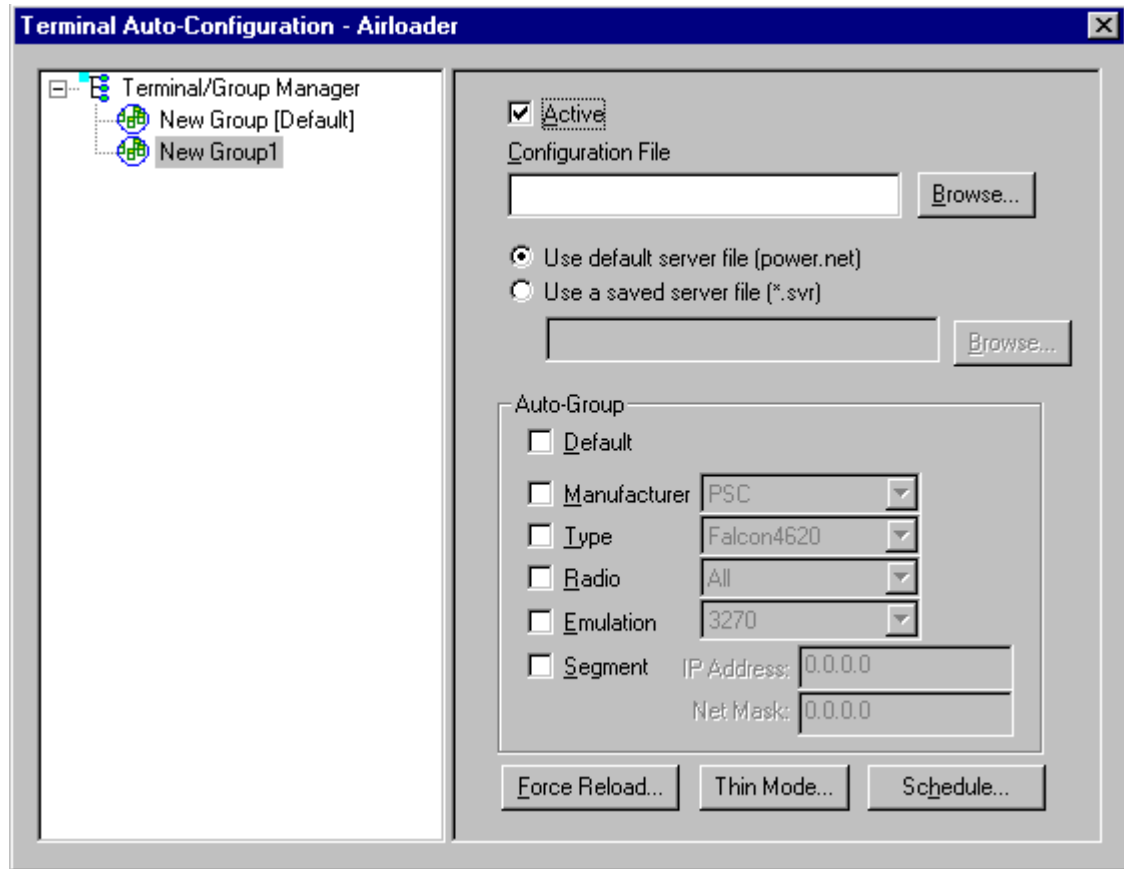 Terminal Auto-Configuration - Airloader
Terminal/Group Manager
New Group [Default]
New Group1
Active
Configuration File
Browse...
Use default server file (power.net)
Use a saved server file (*.svr)
Browse...
Auto-Group
Default
Manufacturer PSC
Type Falcon4620
Radio All
Emulation 3270
Segment IP Address: 0.0.0.0
Net Mask: 0.0.0.0
Force Reload... Thin Mode... Schedule...